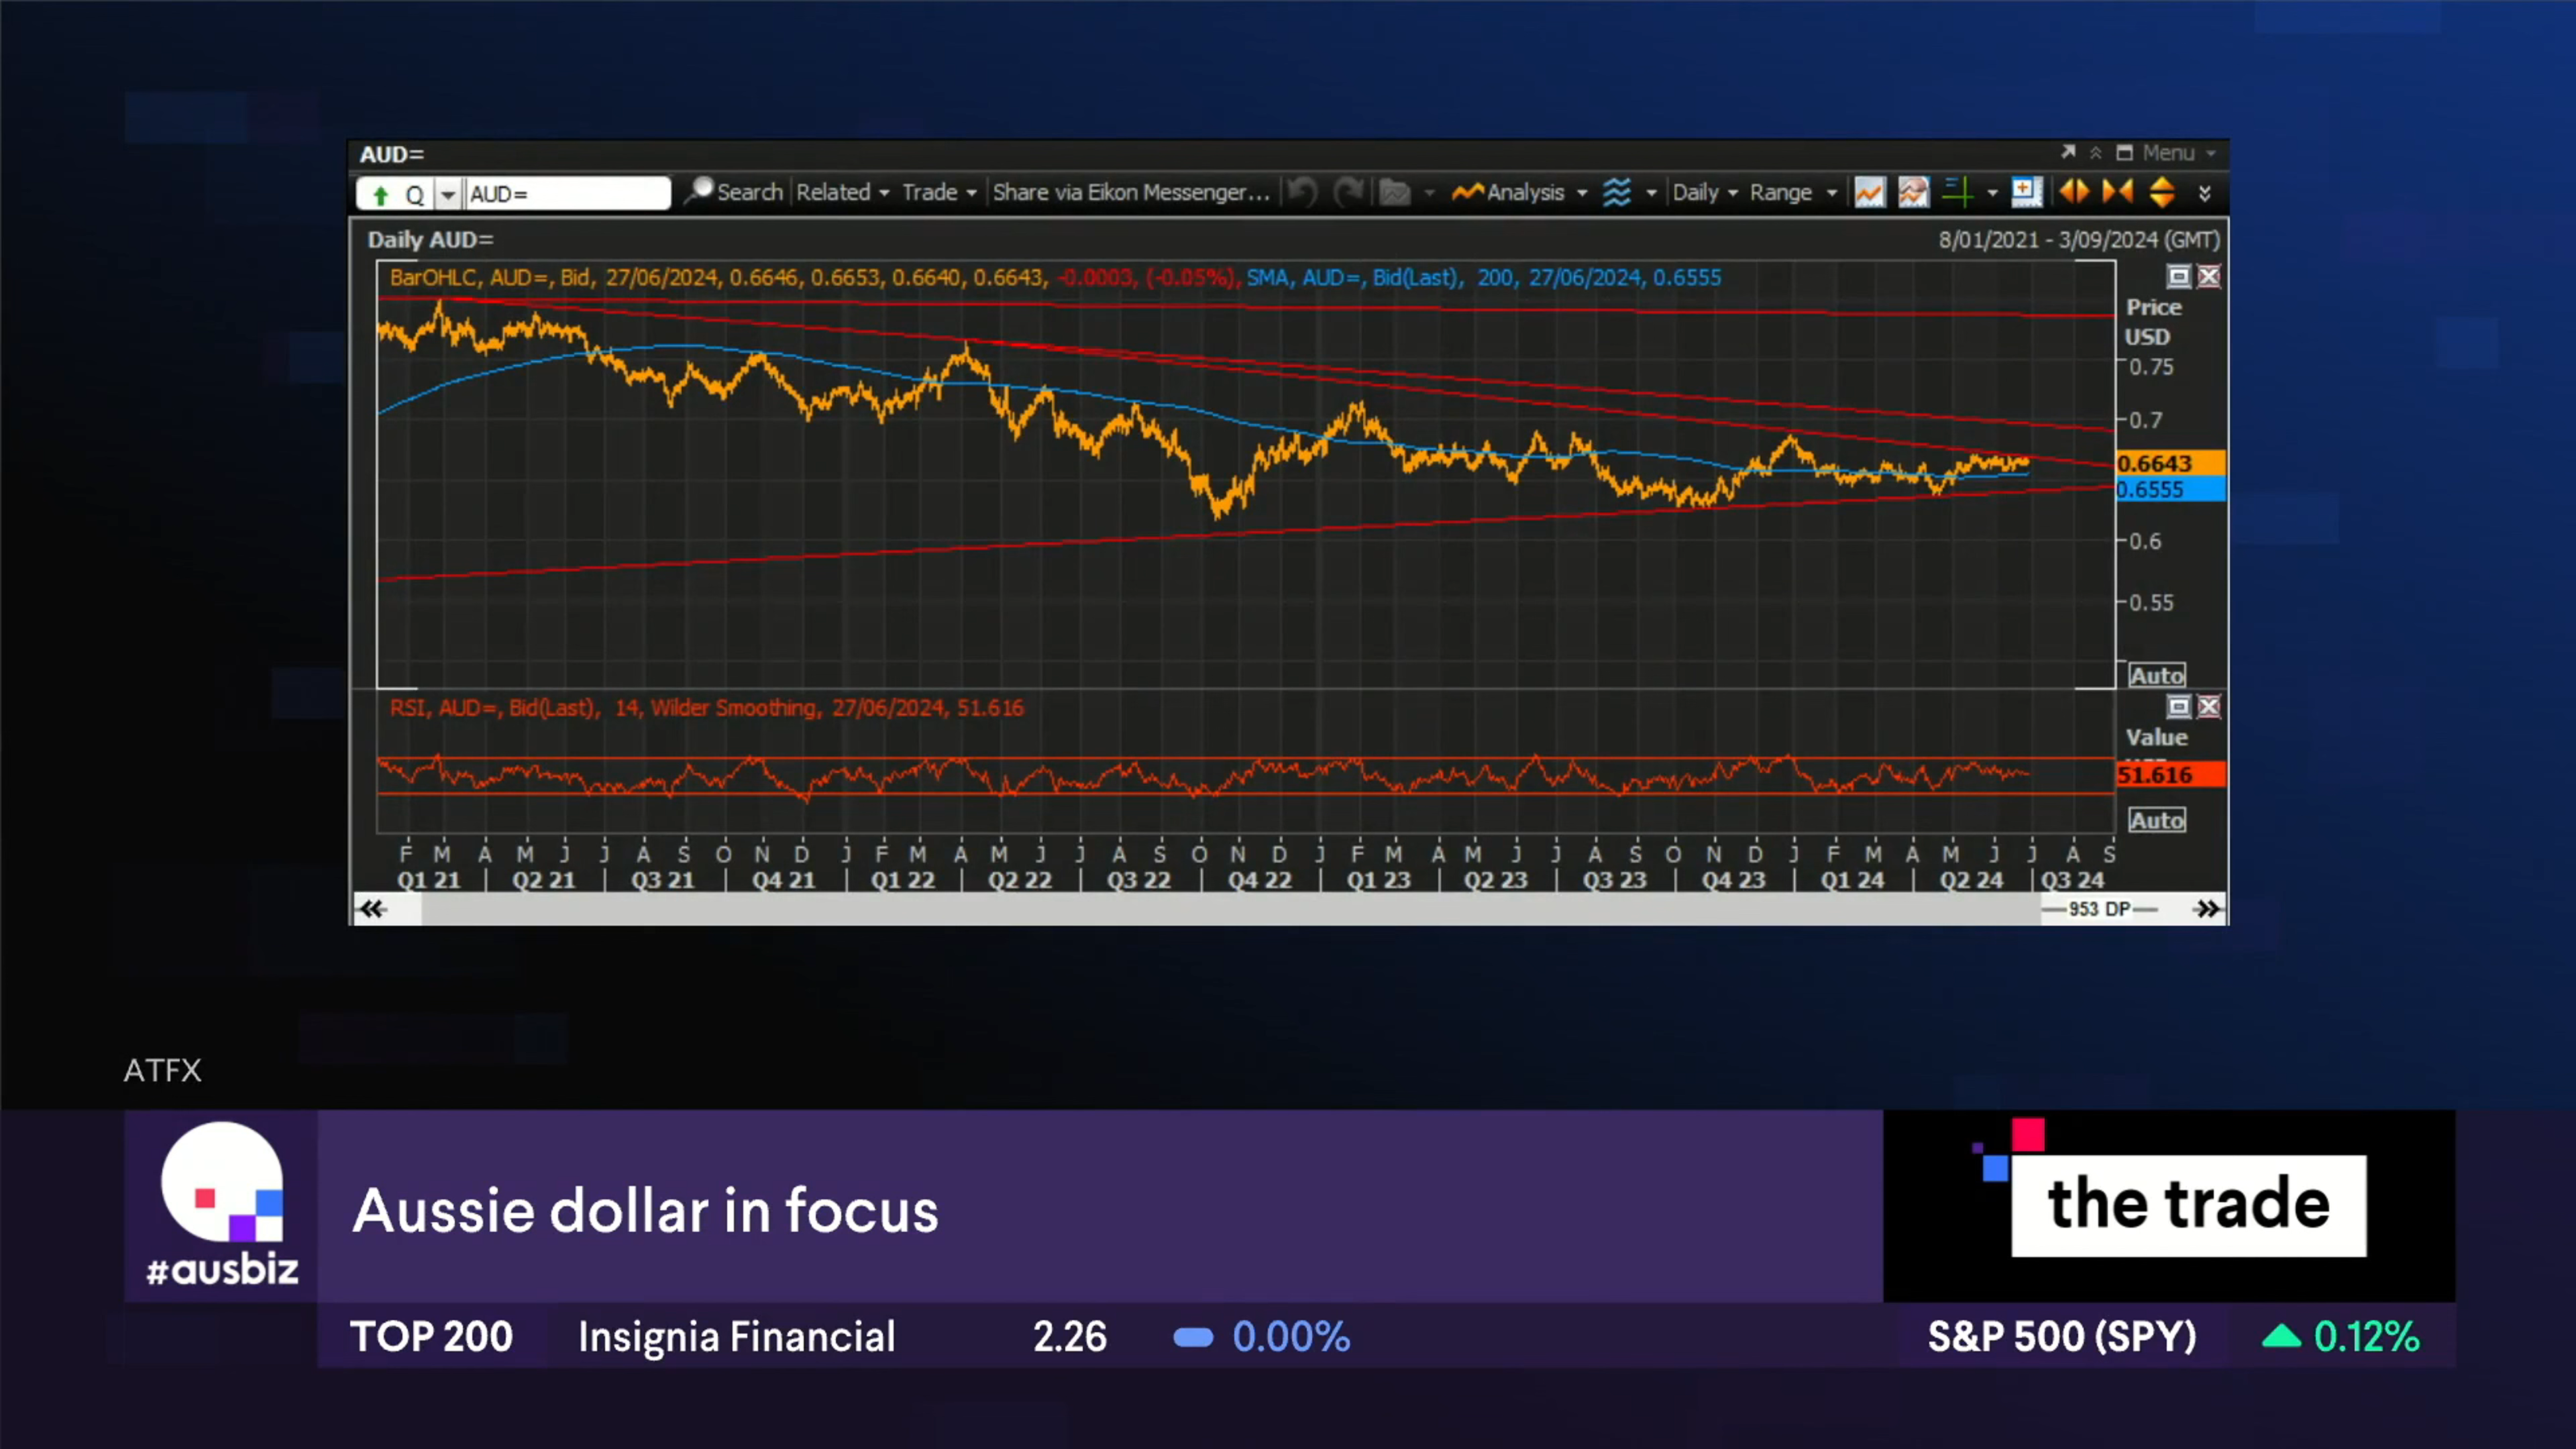 AUD=
Menu
Q AUD= Search Related Trade Share via Eikon Messenger... Analysis Daily Range
Daily AUD= 8/01/2021 - 3/09/2024 (GMT)
BarOHLC, AUD=, Bid, 27/06/2024, 0.6646, 0.6653, 0.6640, 0.6643, -0.0003, (-0.05%), SMA, AUD=, Bid(Last), 200, 27/06/2024, 0.6555
Price
USD
0.75
0.7
0.6643
0.6555
0.6
0.55
Auto
RSI, AUD=, Bid(Last), 14, Wilder Smoothing, 27/06/2024, 51.616
Value
51.616
Auto
F M A M J J A S O N D J F M A M J J A S O N D J F M A M J J A S O N D J F M A M J J A S
Q1 21 Q2 21 Q3 21 Q4 21 Q1 22 Q2 22 Q3 22 Q4 22 Q1 23 Q2 23 Q3 23 Q4 23 Q1 24 Q2 24 Q3 24
953 DP
ATFX
#ausbiz
Aussie dollar in focus
the trade
TOP 200 Insignia Financial 2.26 0.00% S&P 500 (SPY) 0.12%